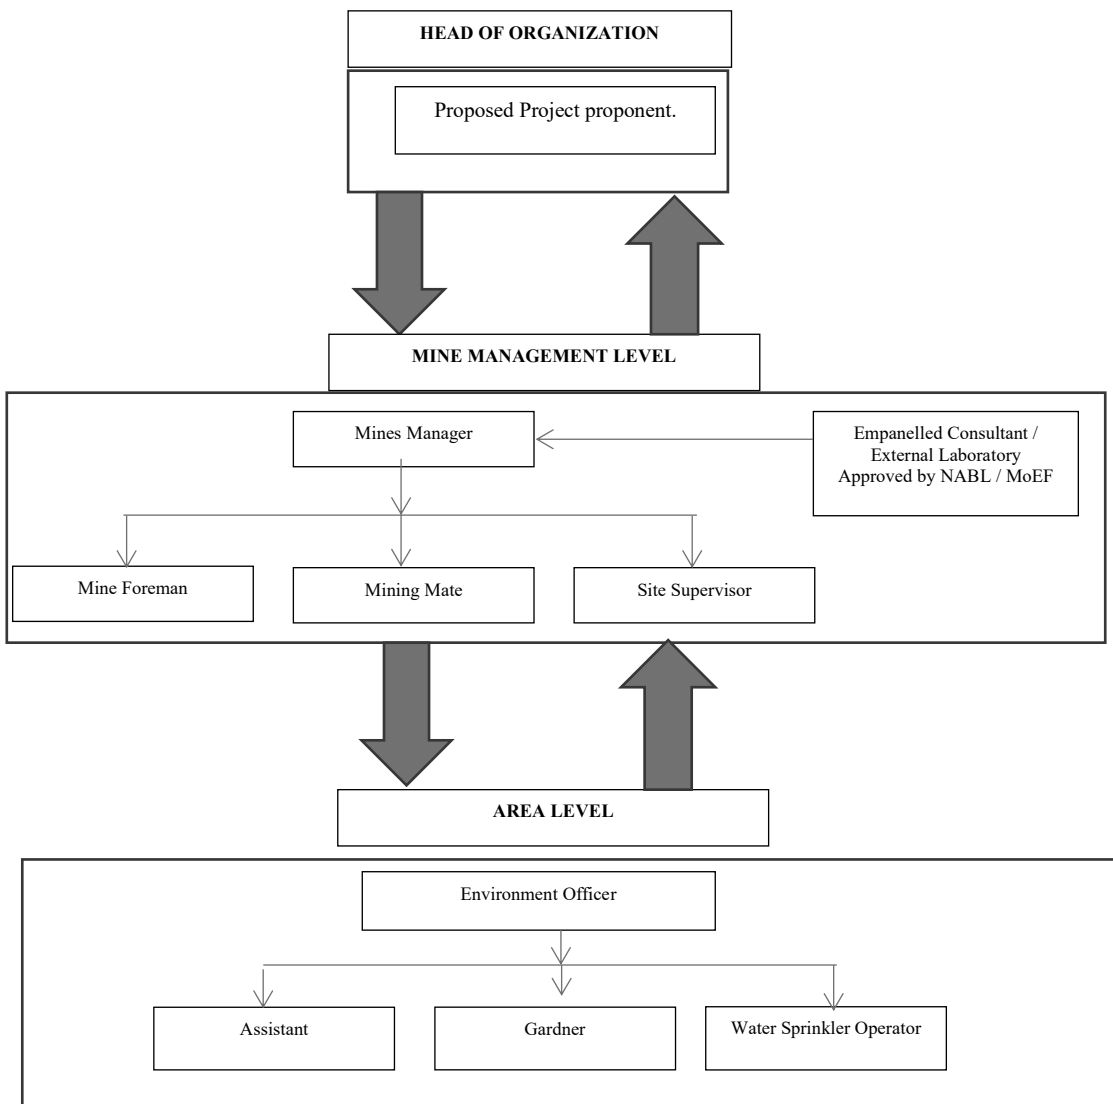 HEAD OF ORGANIZATION
Proposed Project proponent.
MINE MANAGEMENT LEVEL
Mines Manager
Empanelled Consultant /
External Laboratory
Approved by NABL / MoEF
Mine Foreman
Mining Mate
Site Supervisor
AREA LEVEL
Environment Officer
Assistant
Gardner
Water Sprinkler Operator